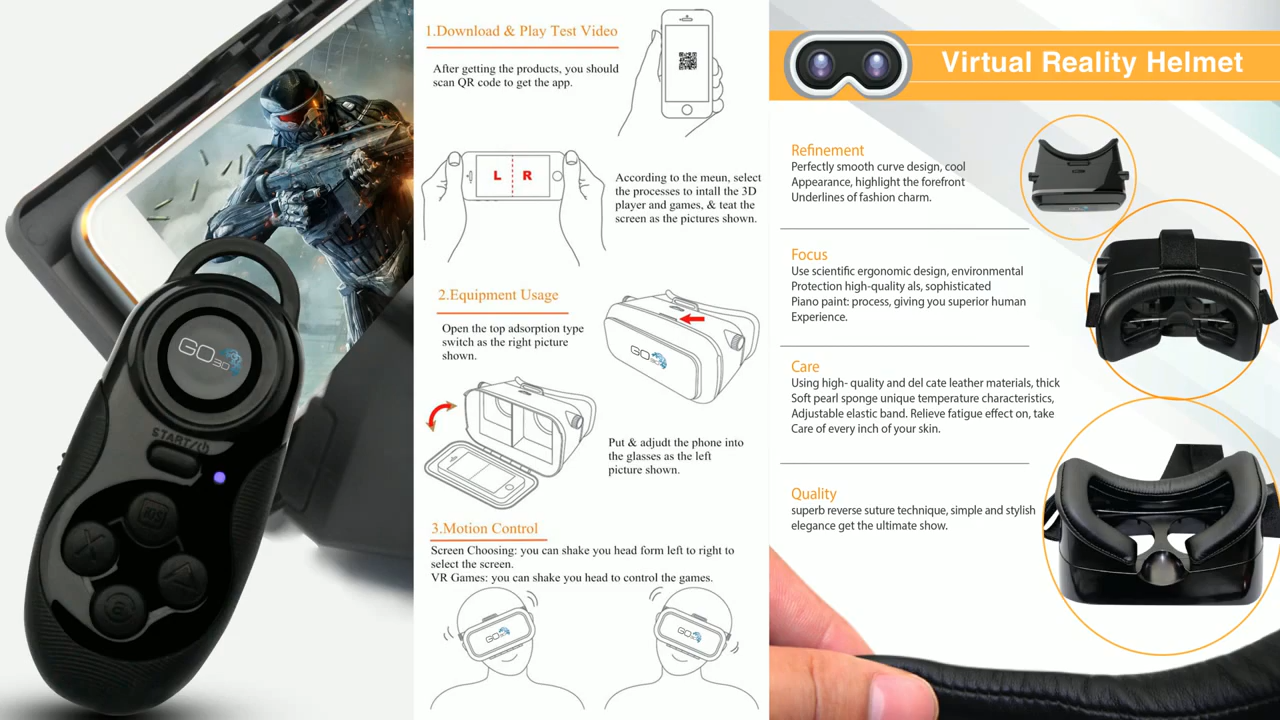 GO3D
START/
X
@
1.Download & Play Test Video
After getting the products, you should
scan QR code to get the app.
L R
According to the meun, select
the processes to intall the 3D
player and games, & teat the
screen as the pictures shown.
2.Equipment Usage
Open the top adsorption type
switch as the right picture
shown.
GO3D
Put & adjudt the phone into
the glasses as the left
picture shown.
3.Motion Control
Screen Choosing: you can shake you head form left to right to
select the screen.
VR Games: you can shake you head to control the games.
GO3D
GO3D
Virtual Reality Helmet
Refinement
Perfectly smooth curve design, cool
Appearance, highlight the forefront
Underlines of fashion charm.
Focus
Use scientific ergonomic design, environmental
Protection high-quality als, sophisticated
Piano paint: process, giving you superior human
Experience.
Care
Using high- quality and del cate leather materials, thick
Soft pearl sponge unique temperature characteristics,
Adjustable elastic band. Relieve fatigue effect on, take
Care of every inch of your skin.
Quality
superb reverse suture technique, simple and stylish
elegance get the ultimate show.